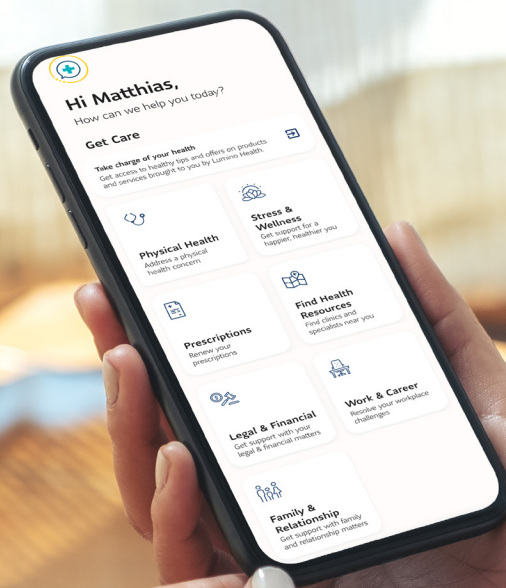 Hi Matthias,
How can we help you today?
Get Care
Take charge of your health
Get access to healthy tips and offers on products
and services brought to you by Lumino Health.
Physical Health
Address a physical
health concern
Stress &
Wellness
Get support for a
happier, healthier you
Prescriptions
Renew your
prescriptions
Find Health
Resources
Find clinics and
specialists near you
Legal & Financial
Get support with your
legal & financial matters
Work & Career
Resolve your workplace
challenges
Family &
Relationship
Get support with family
and relationship matters